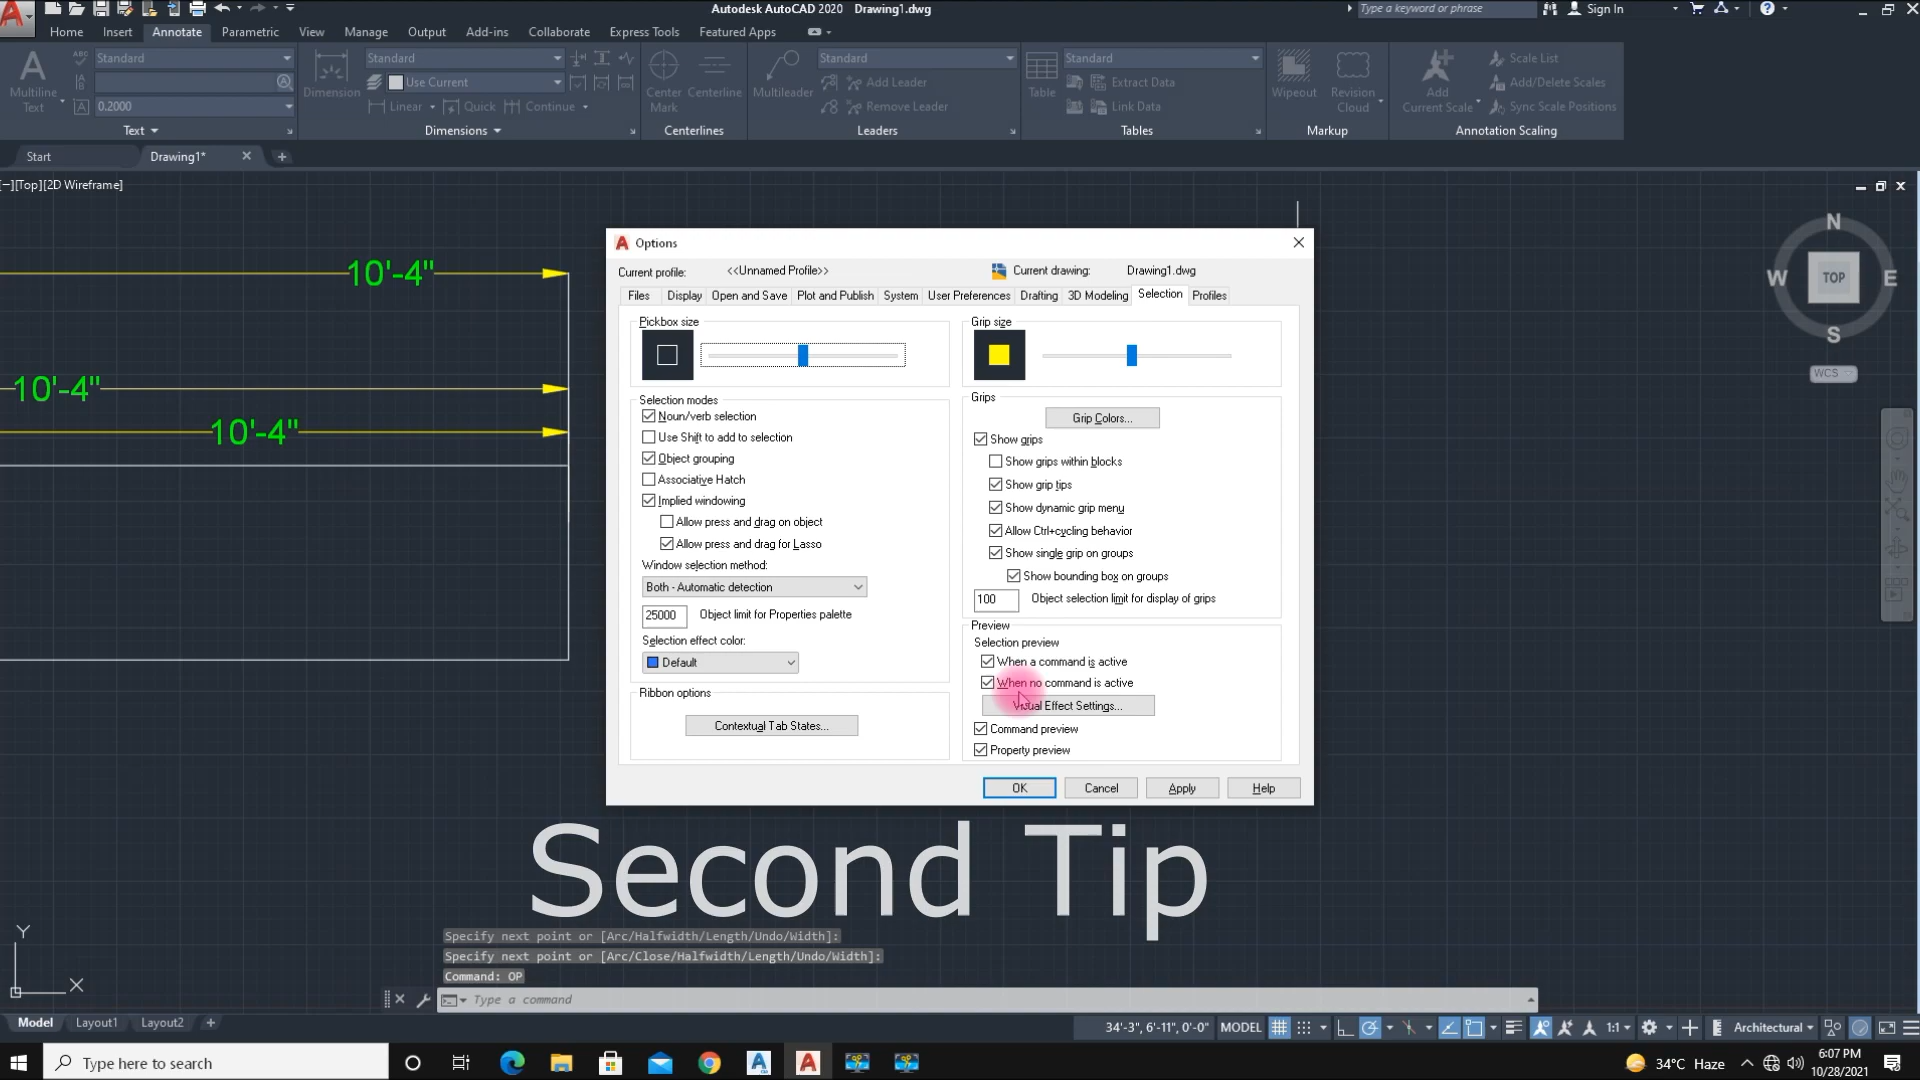 Autodesk AutoCAD 2020 Drawing1.dwg
Type a keyword or phrase
Sign In
Home Insert Annotate Parametric View Manage Output Add-ins Collaborate Express Tools Featured Apps
Multiline Text
ABC
Standard
0.2000
Text
Dimension
Standard
Use Current
Linear Quick Continue
Dimensions
Center Mark
Centerline
Centerlines
Multileader
Standard
Add Leader
Remove Leader
Leaders
Table
Standard
Extract Data
Link Data
Tables
Wipeout
Revision Cloud
Markup
Add Current Scale
Scale List
Add/Delete Scales
Sync Scale Positions
Annotation Scaling
Start Drawing1*
[−][Top][2D Wireframe]
10'-4"
10'-4"
10'-4"
N
W TOP E
S
WCS
Options
Current profile: <<Unnamed Profile>> Current drawing: Drawing1.dwg
Files Display Open and Save Plot and Publish System User Preferences Drafting 3D Modeling Selection Profiles
Pickbox size
Selection modes
Noun/verb selection
Use Shift to add to selection
Object grouping
Associative Hatch
Implied windowing
Allow press and drag on object
Allow press and drag for Lasso
Window selection method:
Both - Automatic detection
25000 Object limit for Properties palette
Selection effect color:
Default
Ribbon options
Contextual Tab States...
Grip size
Grips
Grip Colors...
Show grips
Show grips within blocks
Show grip tips
Show dynamic grip menu
Allow Ctrl+cycling behavior
Show single grip on groups
Show bounding box on groups
100 Object selection limit for display of grips
Preview
Selection preview
When a command is active
When no command is active
Visual Effect Settings...
Command preview
Property preview
OK Cancel Apply Help
Second Tip
Specify next point or [Arc/Halfwidth/Length/Undo/Width]:
Specify next point or [Arc/Close/Halfwidth/Length/Undo/Width]:
Command: OP
Type a command
Y
X
Model Layout1 Layout2
34'-3", 6'-11", 0'-0" MODEL 1:1 Architectural
Type here to search
34°C Haze
6:07 PM
10/28/2021